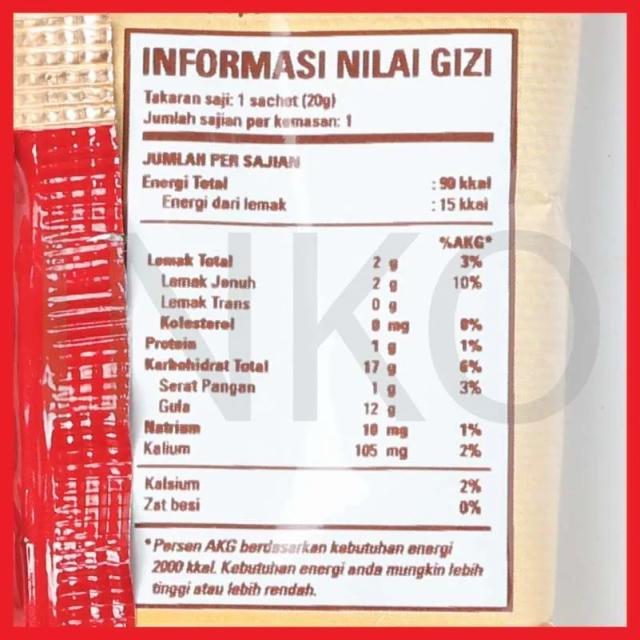 INFORMASI NILAI GIZI
Takaran saji: 1 sachet (20g)
Jumlah sajian per kemasan: 1
JUMLAH PER SAJIAN
Energi Total : 90 kkal
Energi dari lemak : 15 kkal
%AKG*
Lemak Total 2 g 3%
Lemak Jenuh 2 g 10%
Lemak Trans 0 g
Kolesterol 0 mg 0%
Protein 1 g 1%
Karbohidrat Total 17 g 6%
Serat Pangan 1 g 3%
Gula 12 g
Natrium 10 mg 1%
Kalium 105 mg 2%
Kalsium 2%
Zat besi 0%
*Persen AKG berdasarkan kebutuhan energi
2000 kkal. Kebutuhan energi anda mungkin lebih
tinggi atau lebih rendah.
NKO